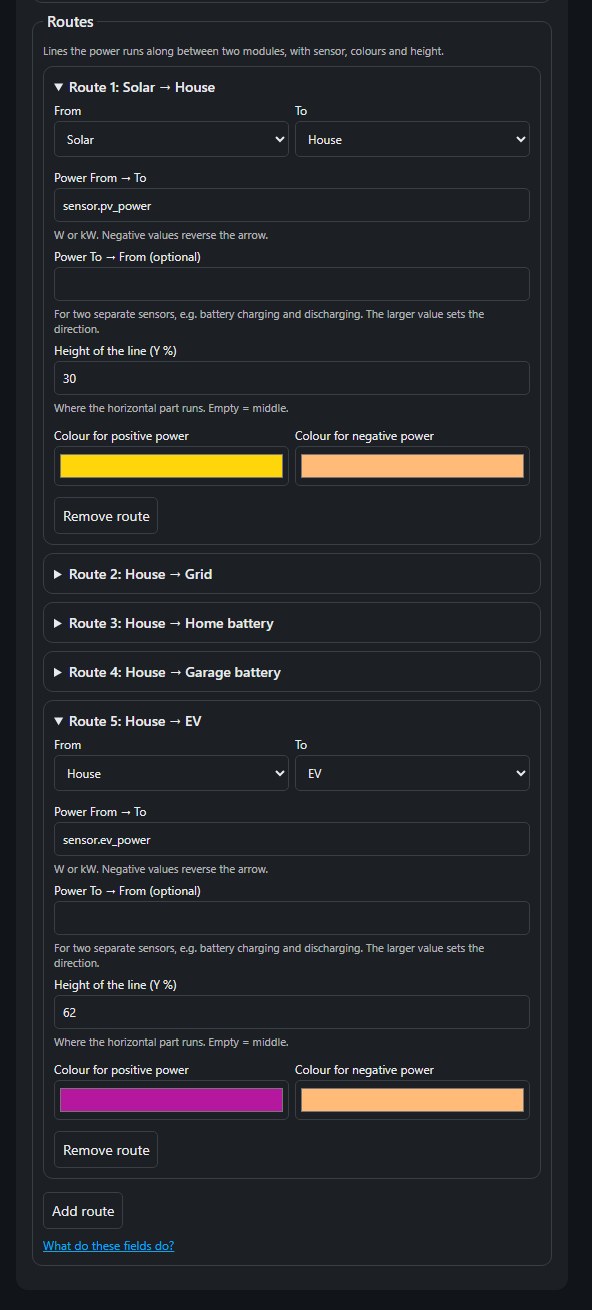 Routes
Lines the power runs along between two modules, with sensor, colours and height.
▼ Route 1: Solar → House
From To
Solar House
Power From → To
sensor.pv_power
W or kW. Negative values reverse the arrow.
Power To → From (optional)
For two separate sensors, e.g. battery charging and discharging. The larger value sets the
direction.
Height of the line (Y %)
30
Where the horizontal part runs. Empty = middle.
Colour for positive power Colour for negative power
Remove route
▶ Route 2: House → Grid
▶ Route 3: House → Home battery
▶ Route 4: House → Garage battery
▼ Route 5: House → EV
From To
House EV
Power From → To
sensor.ev_power
W or kW. Negative values reverse the arrow.
Power To → From (optional)
For two separate sensors, e.g. battery charging and discharging. The larger value sets the
direction.
Height of the line (Y %)
62
Where the horizontal part runs. Empty = middle.
Colour for positive power Colour for negative power
Remove route
Add route
What do these fields do?